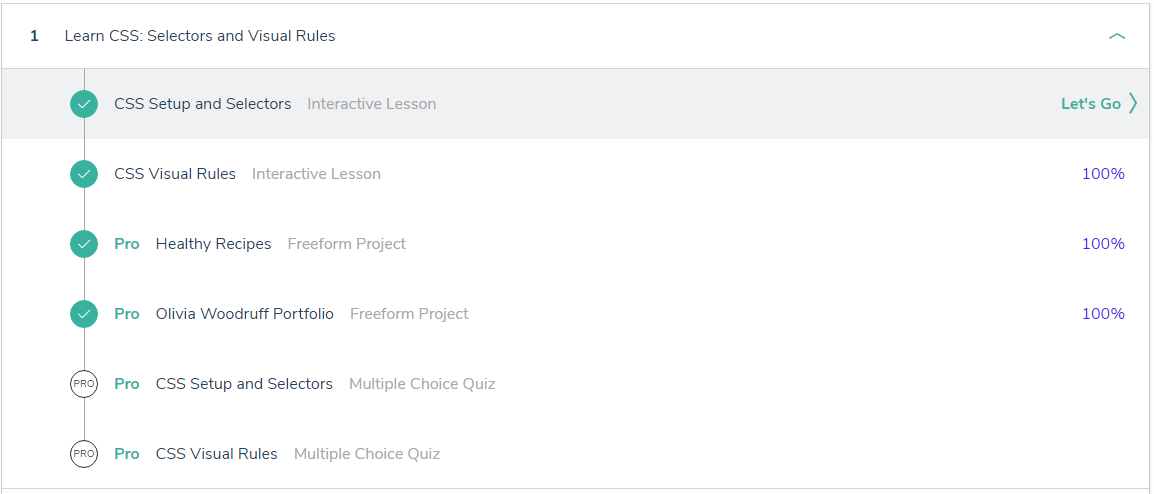 1 Learn CSS: Selectors and Visual Rules
CSS Setup and Selectors Interactive Lesson Let's Go
CSS Visual Rules Interactive Lesson 100%
Pro Healthy Recipes Freeform Project 100%
Pro Olivia Woodruff Portfolio Freeform Project 100%
PRO Pro CSS Setup and Selectors Multiple Choice Quiz
PRO Pro CSS Visual Rules Multiple Choice Quiz